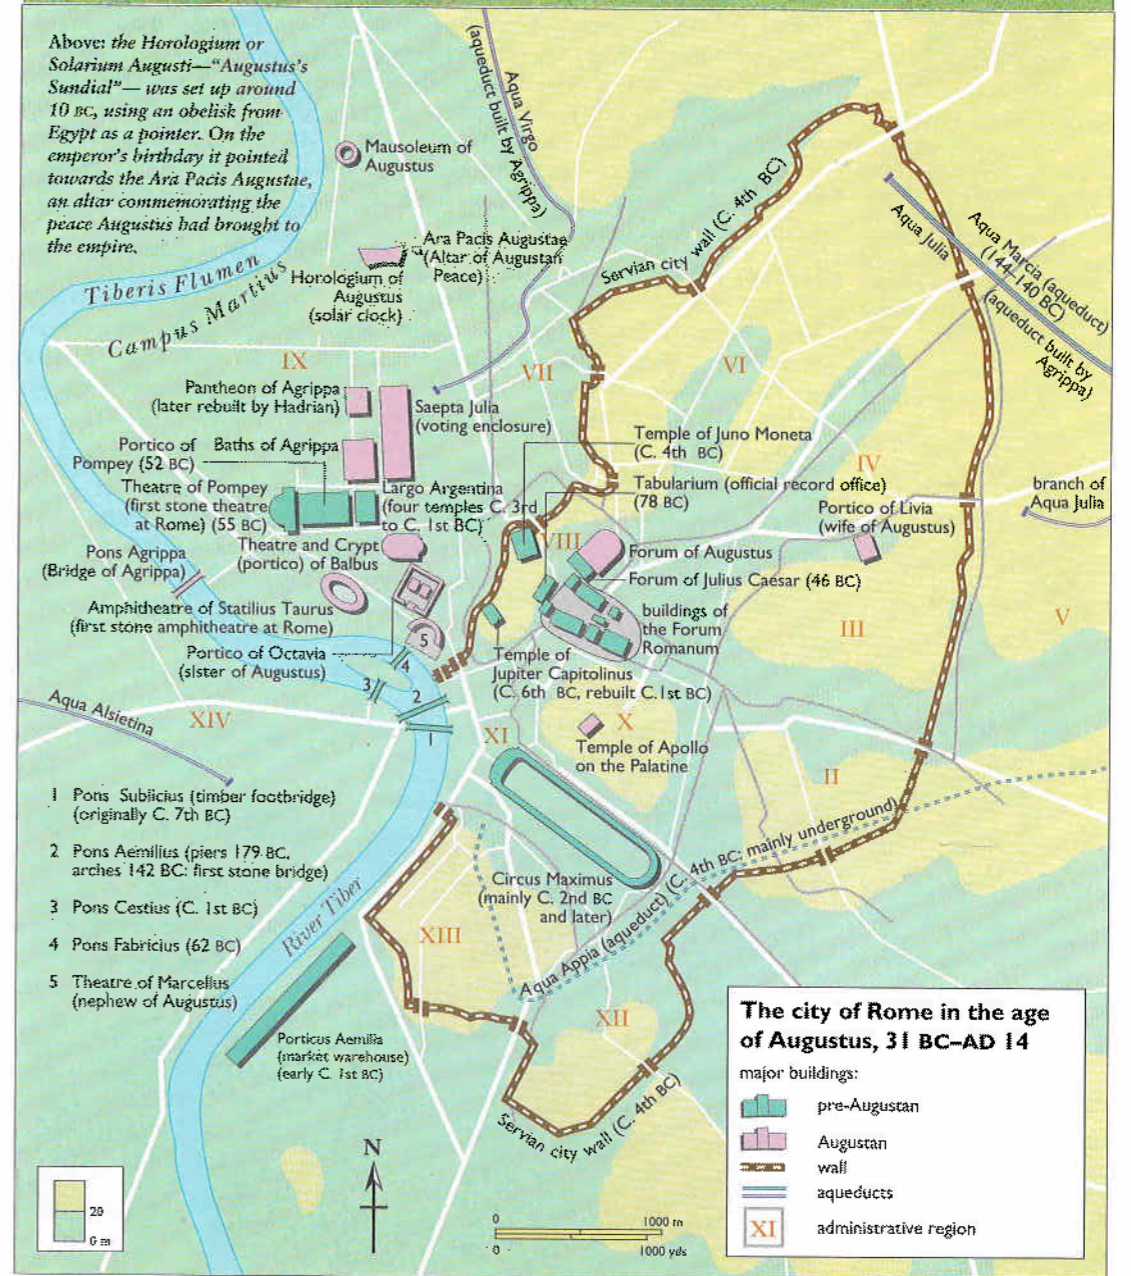 Above: the Horologium or
Solarium Augusti—"Augustus's
Sundial"— was set up around
10 BC, using an obelisk from
Egypt as a pointer. On the
emperor's birthday it pointed
towards the Ara Pacis Augustae,
an altar commemorating the
peace Augustus had brought to
the empire.
Aqua Virgo
(aqueduct built by Agrippa)
Mausoleum of
Augustus
Ara Pacis Augustae
(Altar of Augustan
Peace)
Horologium of
Augustus
(solar clock)
Tiberis Flumen
Campus Martius
Servian city wall (C. 4th BC)
Aqua Julia
(aqueduct built by
Agrippa)
Aqua Marcia (aqueduct)
(144–140 BC)
IX
VII
VI
Pantheon of Agrippa
(later rebuilt by Hadrian)
Saepta Julia
(voting enclosure)
Portico of
Pompey (52 BC)
Baths of Agrippa
Temple of Juno Moneta
(C. 4th BC)
IV
Theatre of Pompey
(first stone theatre
at Rome) (55 BC)
Largo Argentina
(four temples C. 3rd
to C. 1st BC)
Tabularium (official record office)
(78 BC)
branch of
Aqua Julia
Portico of Livia
(wife of Augustus)
Pons Agrippa
(Bridge of Agrippa)
Theatre and Crypt
(portico) of Balbus
VIII
Forum of Augustus
Forum of Julius Caesar (46 BC)
Amphitheatre of Statilius Taurus
(first stone amphitheatre at Rome)
buildings of
the Forum
Romanum
III
V
Portico of Octavia
(sister of Augustus)
5
4
3
2
1
Temple of
Jupiter Capitolinus
(C. 6th BC, rebuilt C.1st BC)
Aqua Alsietina
XIV
XI
X
Temple of Apollo
on the Palatine
II
1 Pons Sublicius (timber footbridge)
(originally C. 7th BC)
2 Pons Aemilius (piers 179 BC,
arches 142 BC: first stone bridge)
3 Pons Cestius (C. 1st BC)
4 Pons Fabricius (62 BC)
5 Theatre of Marcellus
(nephew of Augustus)
River Tiber
Circus Maximus
(mainly C. 2nd BC
and later)
Aqua Appia (aqueduct) (C. 4th BC: mainly underground)
XIII
XII
Porticus Aemilia
(market warehouse)
(early C. 1st BC)
Servian city wall (C. 4th BC)
The city of Rome in the age
of Augustus, 31 BC–AD 14
major buildings:
pre-Augustan
Augustan
wall
aqueducts
XI administrative region
N
20
0 m
0 1000 m
0 1000 yds